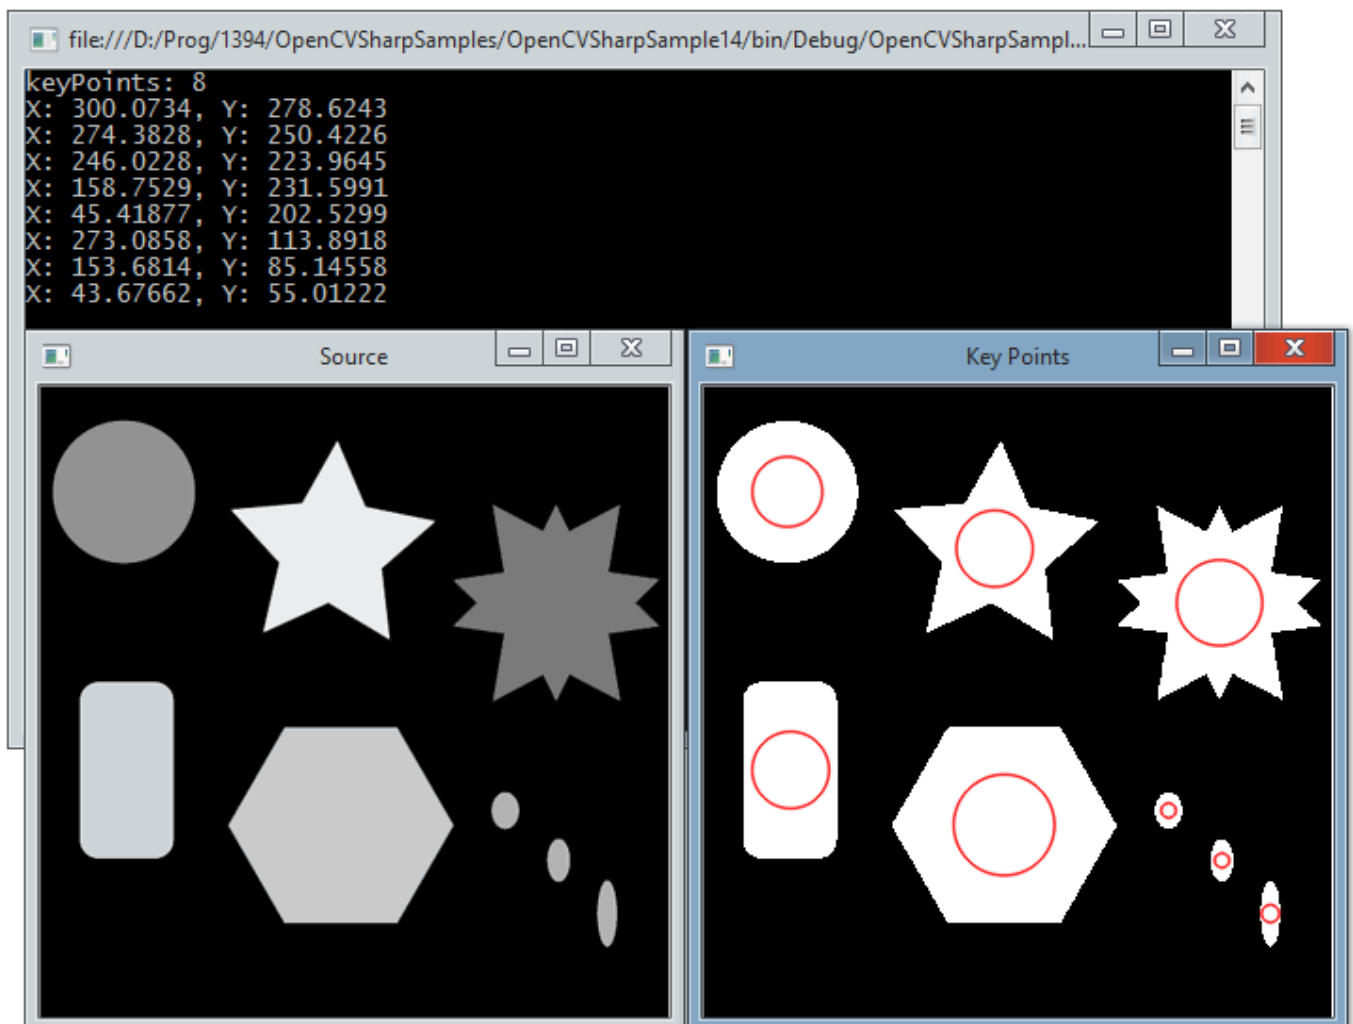 file:///D:/Prog/1394/OpenCVSharpSamples/OpenCVSharpSample14/bin/Debug/OpenCVSharpSampl...
keyPoints: 8
X: 300.0734, Y: 278.6243
X: 274.3828, Y: 250.4226
X: 246.0228, Y: 223.9645
X: 158.7529, Y: 231.5991
X: 45.41877, Y: 202.5299
X: 273.0858, Y: 113.8918
X: 153.6814, Y: 85.14558
X: 43.67662, Y: 55.01222
Source
Key Points